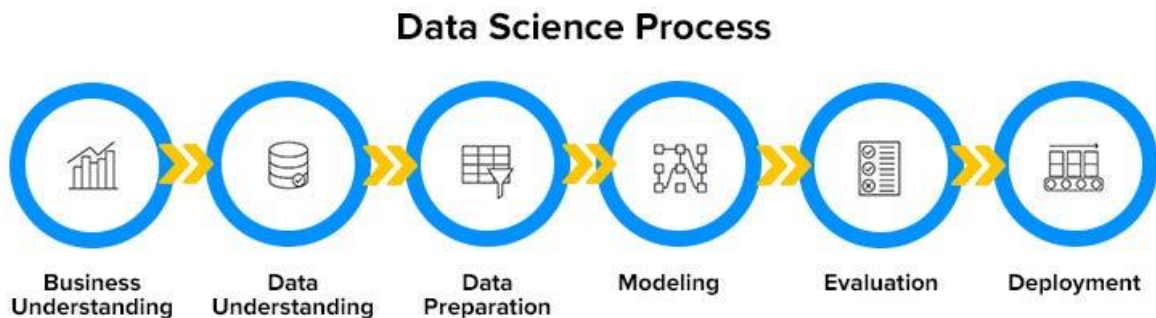 Data Science Process
Business
Understanding
Data
Understanding
Data
Preparation
Modeling
Evaluation
Deployment